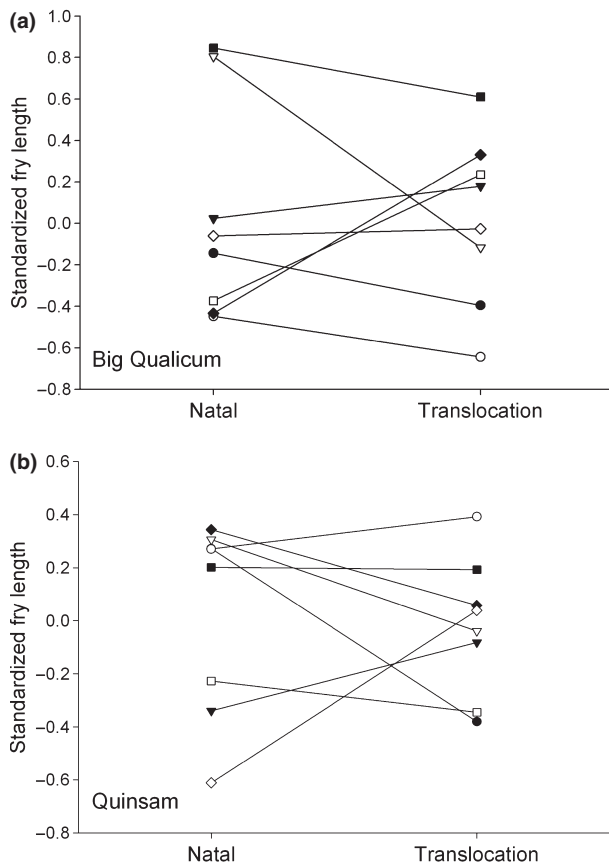 (a)
Standardized fry length
1.0
0.8
0.6
0.4
0.2
0.0
–0.2
–0.4
–0.6
–0.8
Big Qualicum
Natal Translocation
(b)
Standardized fry length
0.6
0.4
0.2
0.0
–0.2
–0.4
–0.6
–0.8
Quinsam
Natal Translocation